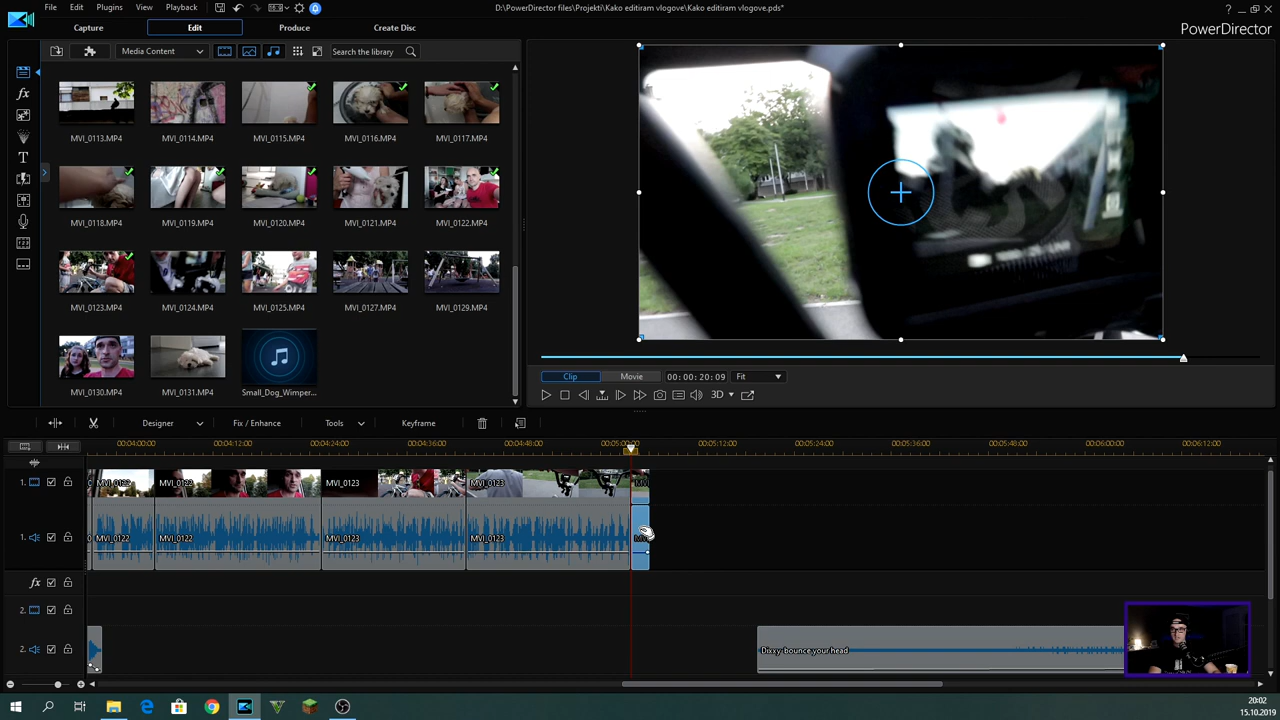 File Edit Plugins View Playback
D:\PowerDirector files\Projekti\Kako editiram vlogove\Kako editiram vlogove.pds*
?
Capture Edit Produce Create Disc
PowerDirector
Media Content Search the library
MVI_0113.MP4 MVI_0114.MP4 MVI_0115.MP4 MVI_0116.MP4 MVI_0117.MP4
MVI_0118.MP4 MVI_0119.MP4 MVI_0120.MP4 MVI_0121.MP4 MVI_0122.MP4
MVI_0123.MP4 MVI_0124.MP4 MVI_0125.MP4 MVI_0127.MP4 MVI_0129.MP4
MVI_0130.MP4 MVI_0131.MP4 Small_Dog_Wimper...
Clip Movie 00:00:20:09 Fit
3D
Designer Fix / Enhance Tools Keyframe
00:04:00:00 00:04:12:00 00:04:24:00 00:04:36:00 00:04:48:00 00:05:00:00 00:05:12:00 00:05:24:00 00:05:36:00 00:05:48:00 00:06:00:00 00:06:12:00
1. MVI_0122 MVI_0122 MVI_0123 MVI_0123
1. MVI_0122 MVI_0122 MVI_0123 MVI_0123
fx
2.
2. Dixxy-bounce your head
20:02
15.10.2019